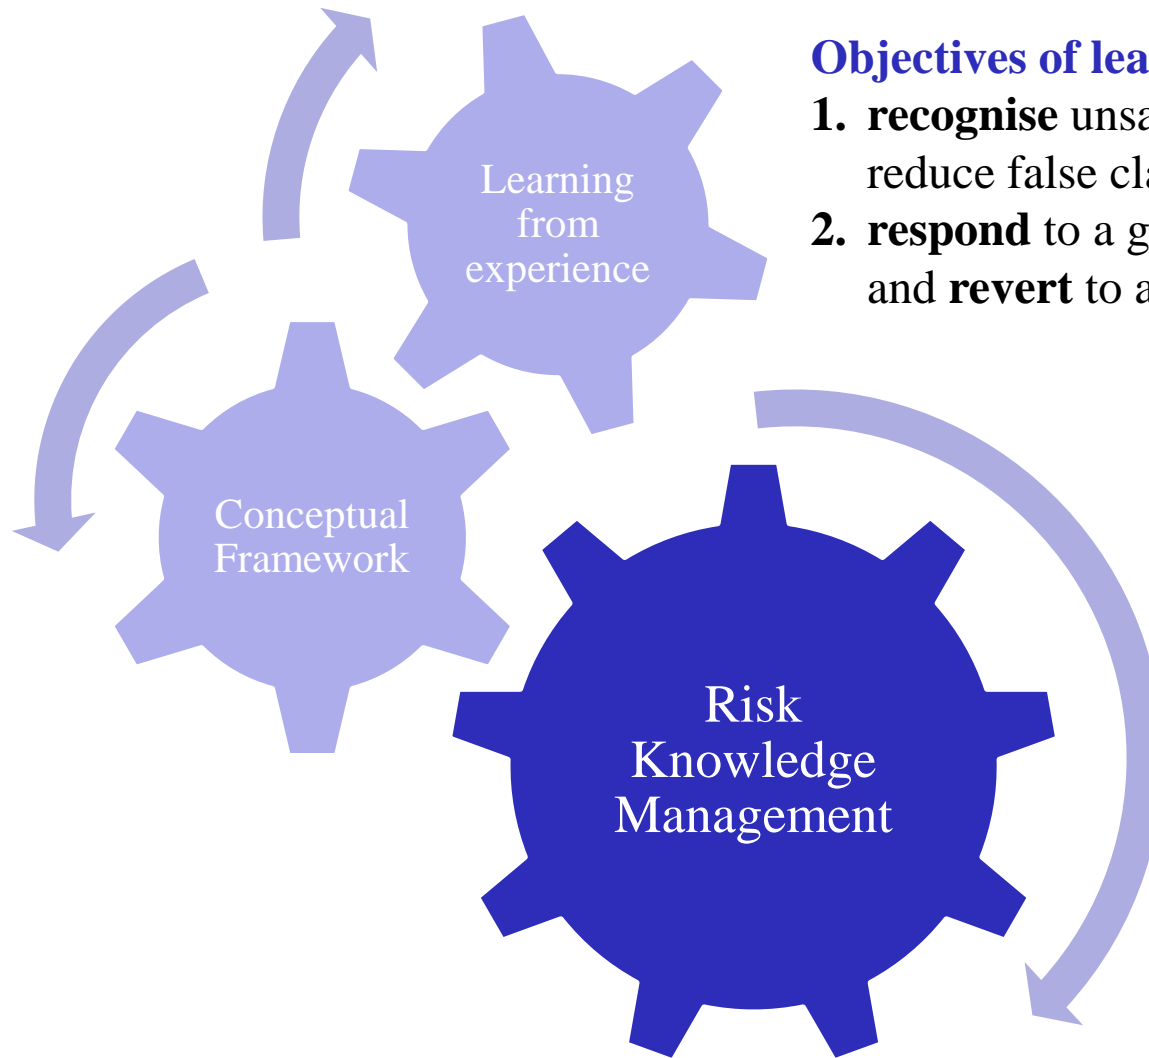 Objectives of lea
1. recognise unsa
reduce false cla
2. respond to a g
and revert to a
Learning
from
experience
Conceptual
Framework
Risk
Knowledge
Management